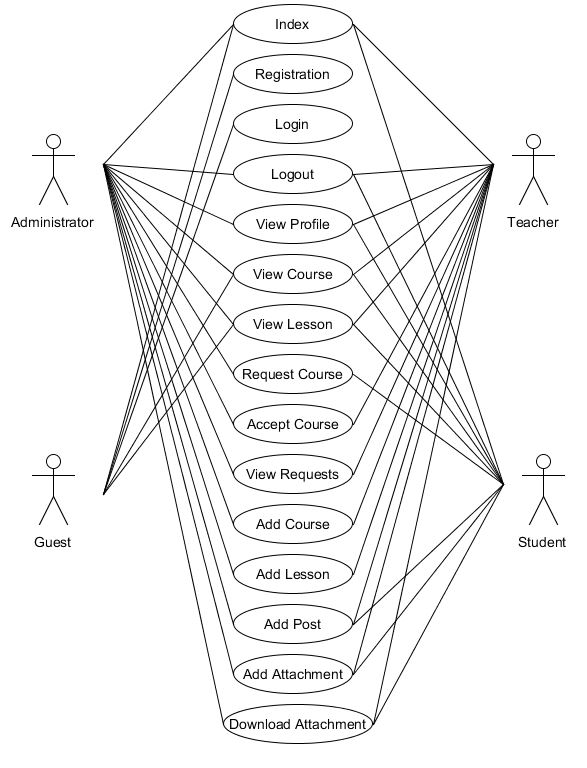 Index
Registration
Login
Logout
Administrator
Teacher
View Profile
View Course
View Lesson
Request Course
Accept Course
View Requests
Add Course
Guest
Student
Add Lesson
Add Post
Add Attachment
Download Attachment